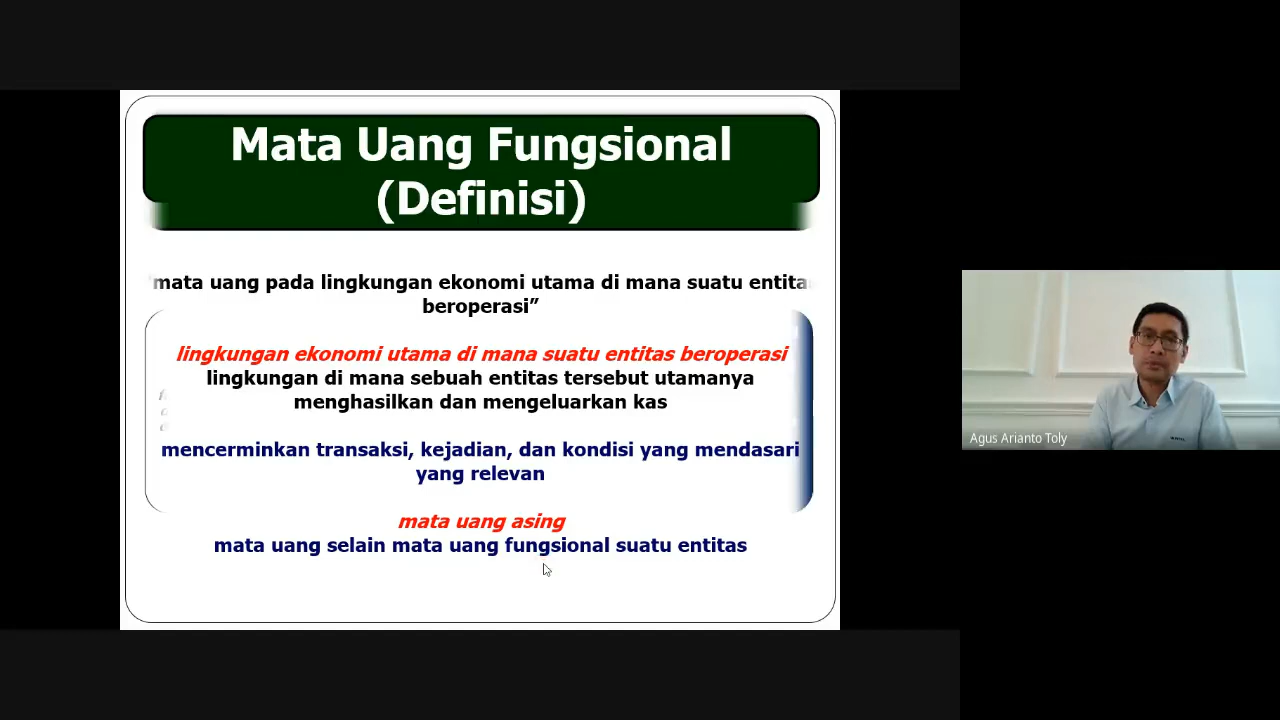 Mata Uang Fungsional
(Definisi)
"mata uang pada lingkungan ekonomi utama di mana suatu entitas
beroperasi”
lingkungan ekonomi utama di mana suatu entitas beroperasi
lingkungan di mana sebuah entitas tersebut utamanya
menghasilkan dan mengeluarkan kas
mencerminkan transaksi, kejadian, dan kondisi yang mendasari
yang relevan
mata uang asing
mata uang selain mata uang fungsional suatu entitas
Agus Arianto Toly